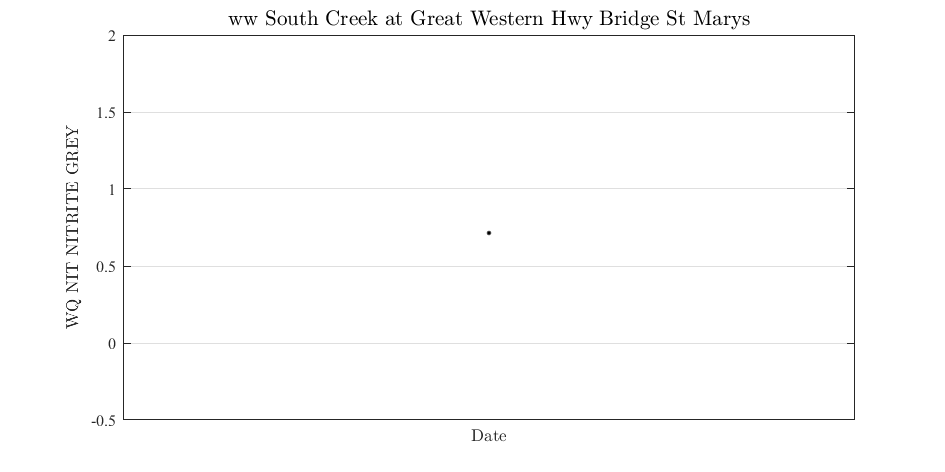 ww South Creek at Great Western Hwy Bridge St Marys
2
1.5
1
0.5
0
-0.5
WQ NIT NITRITE GREY
Date